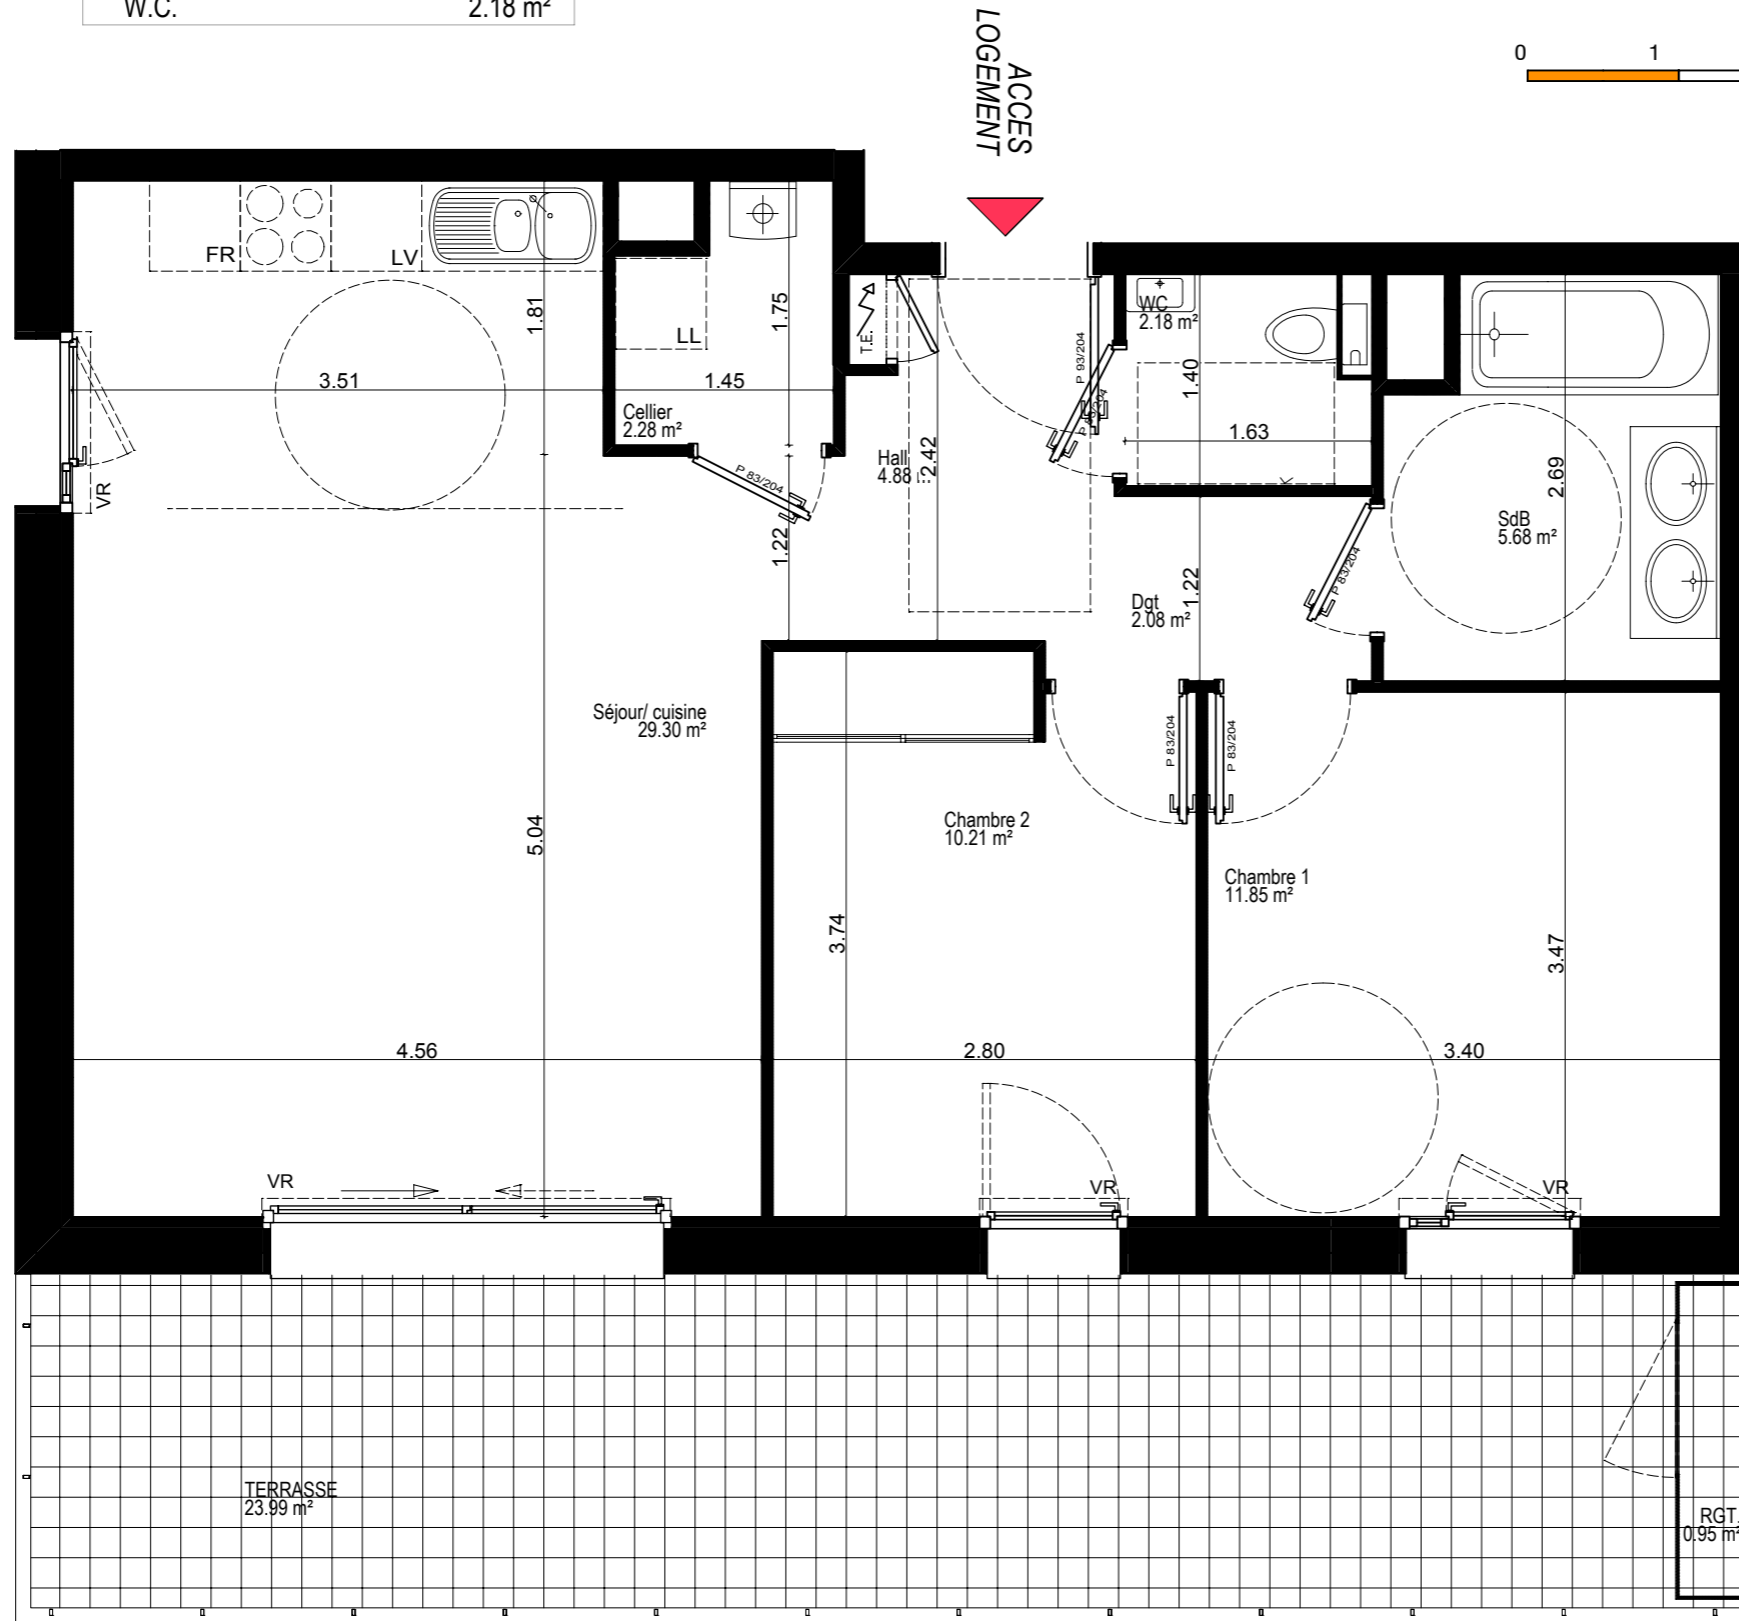 W.C. 2.18 m²
ACCES
LOGEMENT
0 1
FR
LV
1.81
LL
1.75
T.E.
P 93/204
P 83/204
WC
2.18 m²
1.40
3.51
1.45
Cellier
2.28 m²
P 83/204
Hall
4.88
2.42
1.63
2.69
SdB
5.68 m²
VR
1.22
Dgt
2.08 m²
1.22
P 83/204
Séjour/ cuisine
29.30 m²
P 83/204
P 83/204
Chambre 2
10.21 m²
Chambre 1
11.85 m²
5.04
3.74
3.47
4.56
2.80
3.40
VR
VR
VR
TERRASSE
23.99 m²
RGT.
0.95 m²